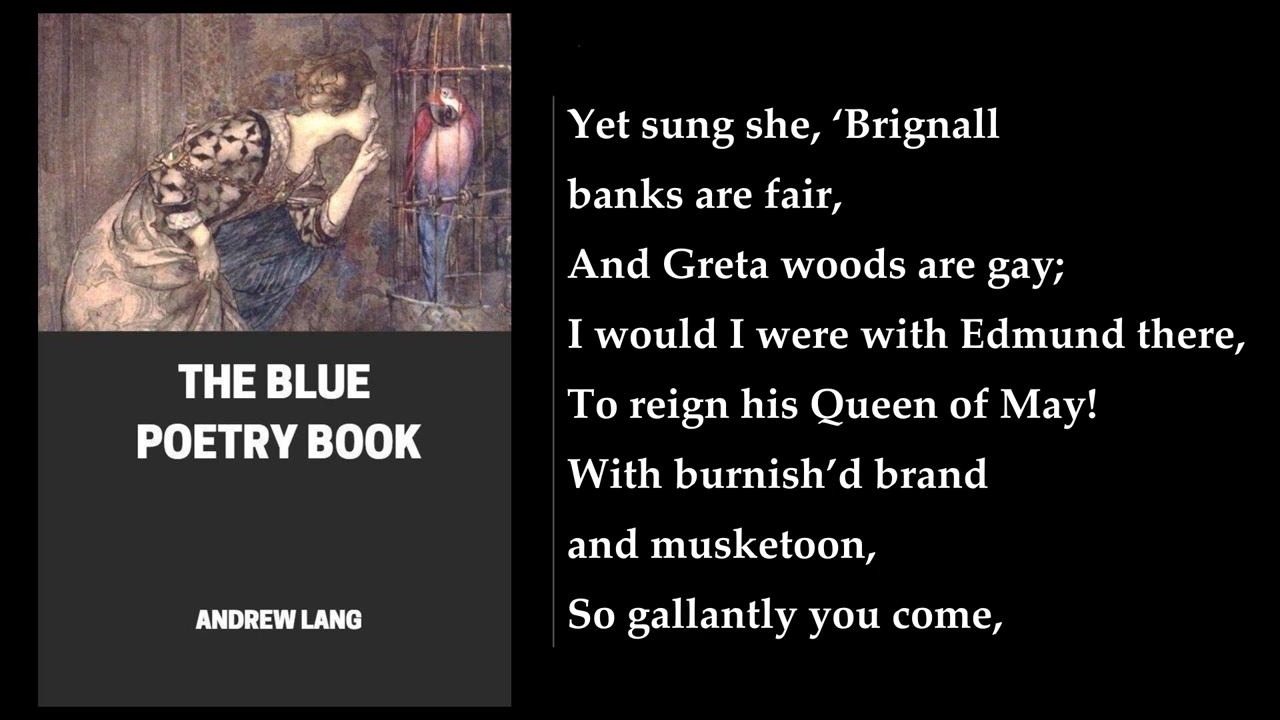 THE BLUE
POETRY BOOK
ANDREW LANG
Yet sung she, ‘Brignall
banks are fair,
And Greta woods are gay;
I would I were with Edmund there,
To reign his Queen of May!
With burnish’d brand
and musketoon,
So gallantly you come,